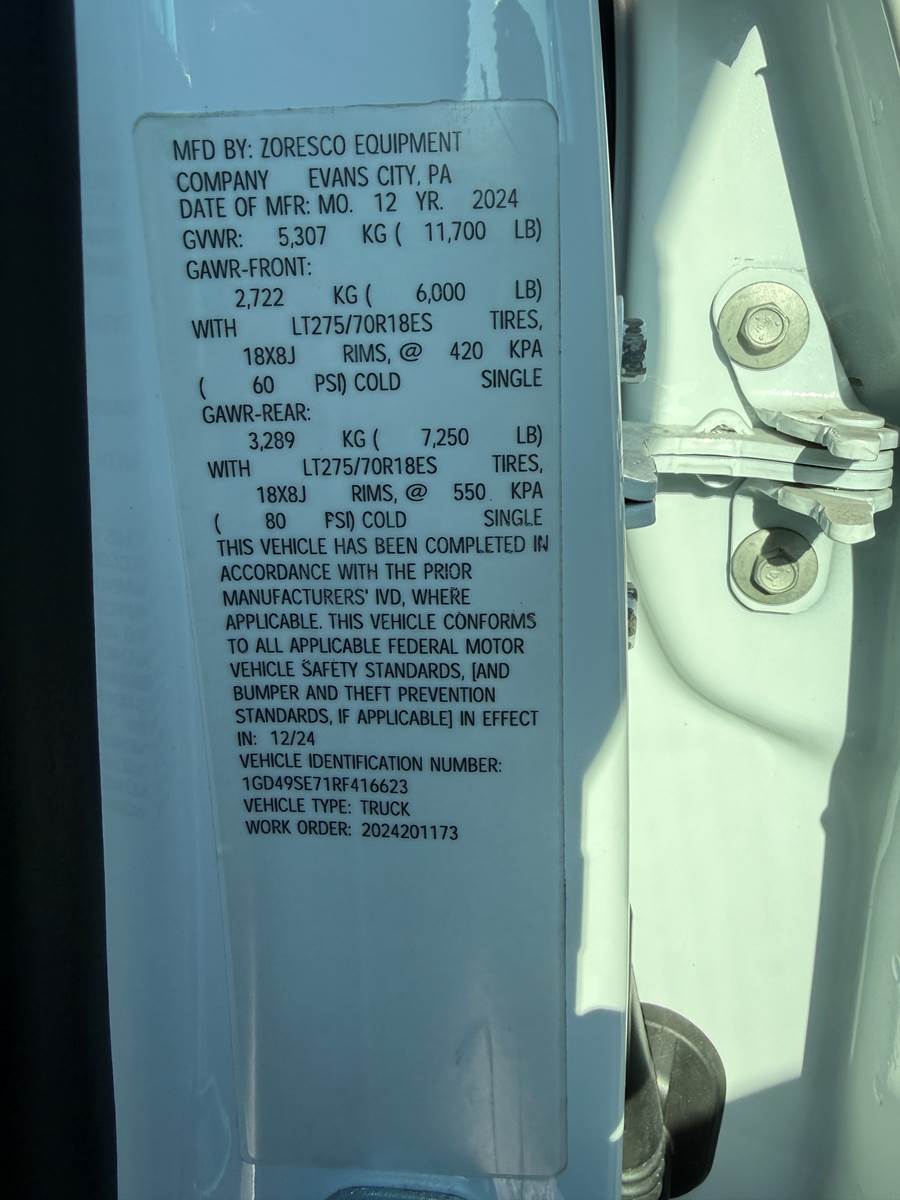 MFD BY: ZORESCO EQUIPMENT
COMPANY EVANS CITY, PA
DATE OF MFR: MO. 12 YR. 2024
GVWR: 5,307 KG ( 11,700 LB)
GAWR-FRONT:
2,722 KG ( 6,000 LB)
WITH LT275/70R18ES TIRES,
18X8J RIMS, @ 420 KPA
( 60 PSI) COLD SINGLE
GAWR-REAR:
3,289 KG ( 7,250 LB)
WITH LT275/70R18ES TIRES,
18X8J RIMS, @ 550 KPA
( 80 PSI) COLD SINGLE
THIS VEHICLE HAS BEEN COMPLETED IN
ACCORDANCE WITH THE PRIOR
MANUFACTURERS' IVD, WHERE
APPLICABLE. THIS VEHICLE CONFORMS
TO ALL APPLICABLE FEDERAL MOTOR
VEHICLE SAFETY STANDARDS, [AND
BUMPER AND THEFT PREVENTION
STANDARDS, IF APPLICABLE] IN EFFECT
IN: 12/24
VEHICLE IDENTIFICATION NUMBER:
1GD49SE71RF416623
VEHICLE TYPE: TRUCK
WORK ORDER: 2024201173